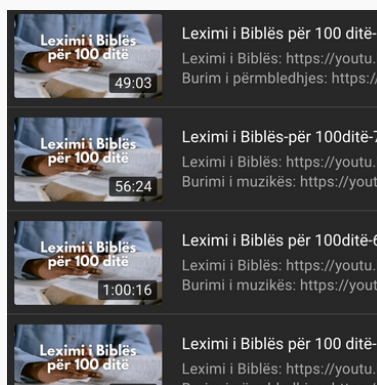 Leximi i Biblës
për 100 ditë
49:03
Leximi i Biblës për 100 ditë-
Leximi i Biblës: https://youtu.
Burim i përmbledhjes: https:/
Leximi i Biblës
për 100 ditë
56:24
Leximi i Biblës-për 100ditë-7
Leximi i Biblës: https://youtu.
Burimi i muzikës: https://yout
Leximi i Biblës
për 100 ditë
1:00:16
Leximi i Biblës për 100ditë-6
Leximi i Biblës: https://youtu.
Burimi i muzikës: https://yout
Leximi i Biblës
për 100 ditë
Leximi i Biblës për 100 ditë-
Leximi i Biblës: https://youtu.